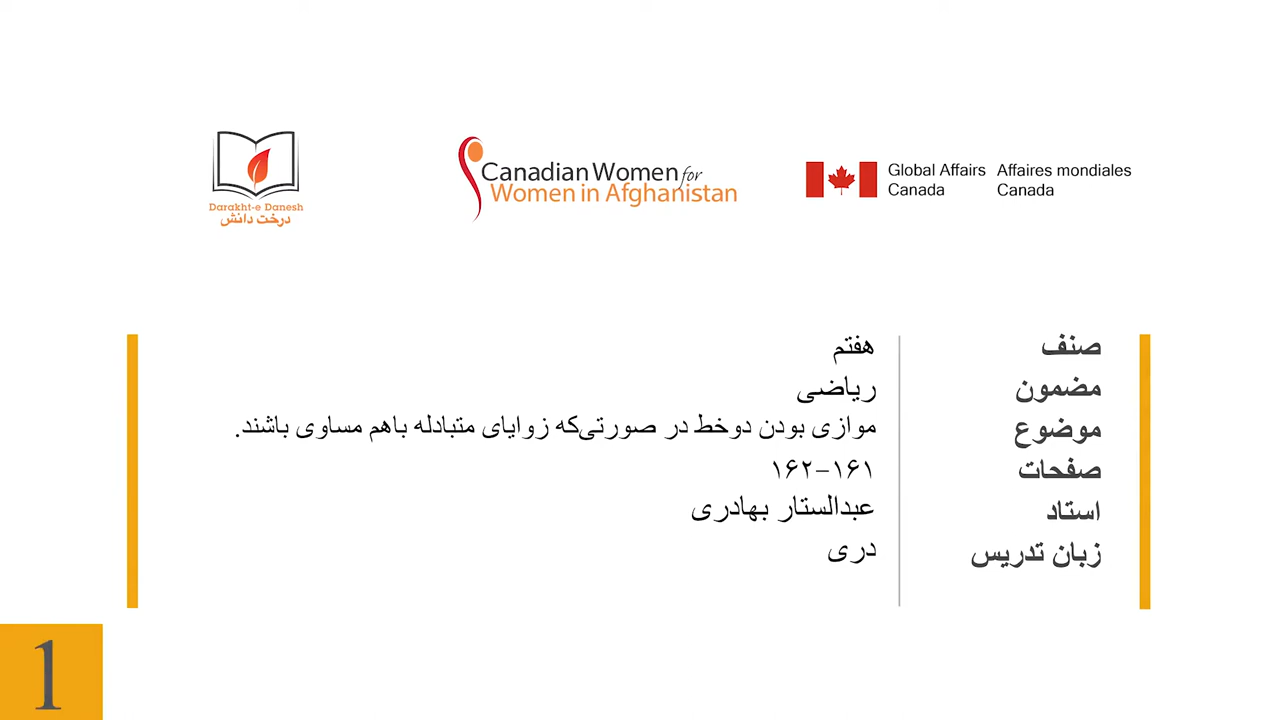 Darakht-e Danesh
درخت دانش
Canadian Women for
Women in Afghanistan
Global Affairs Canada
Affaires mondiales Canada
صنف هفتم
مضمون ریاضی
موضوع موازی بودن دوخط در صورتی‌که زوایای متبادله باهم مساوی باشند.
صفحات ۱۶۱-۱۶۲
استاد عبدالستار بهادری
زبان تدریس دری
1